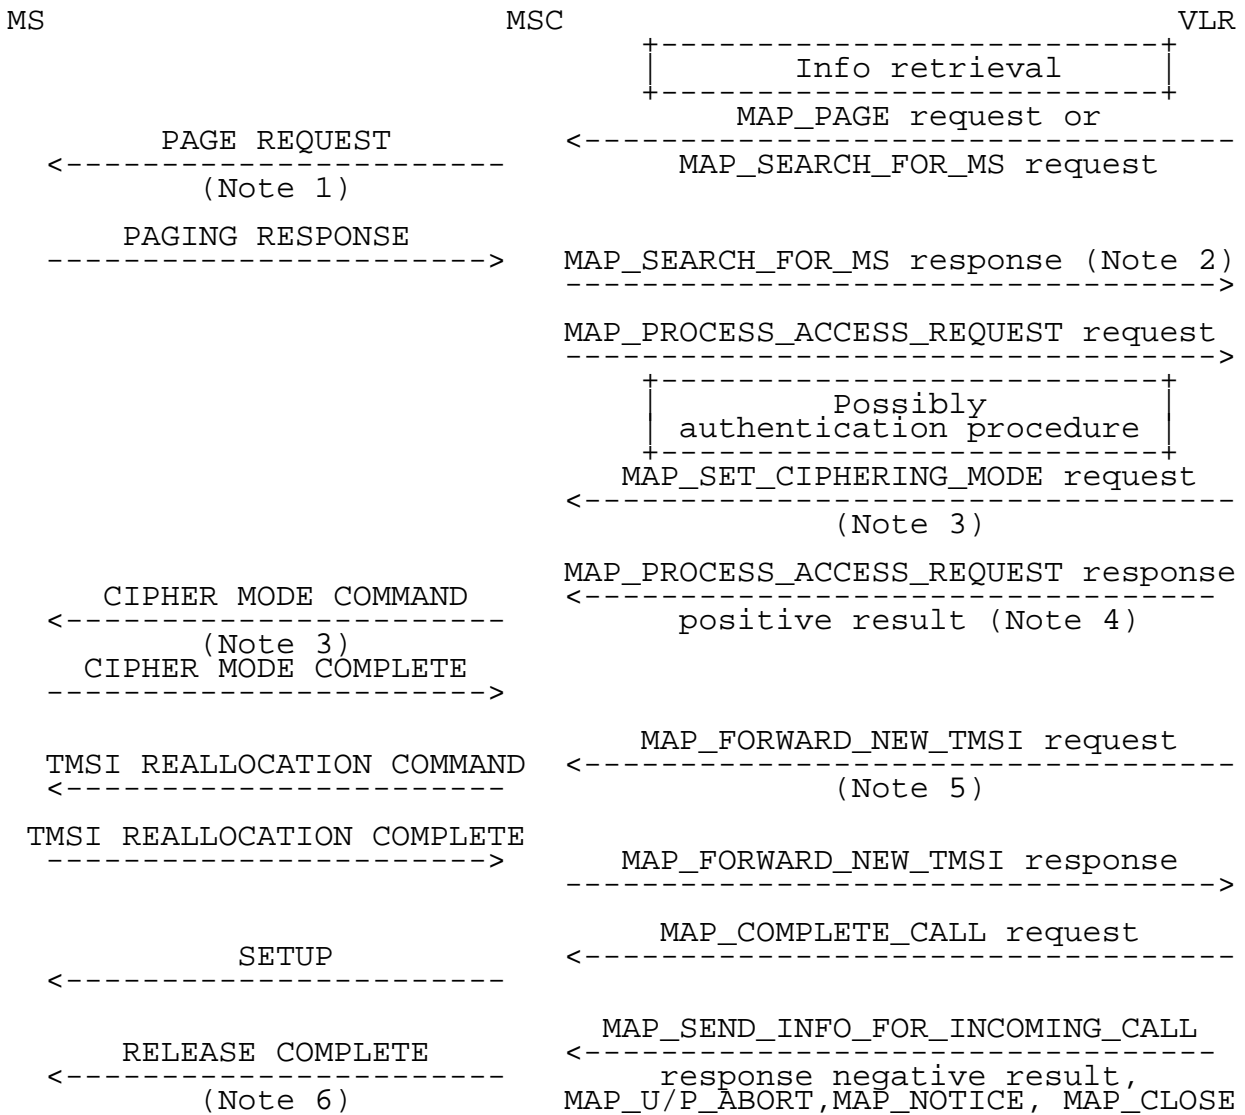 MS MSC VLR
Info retrieval
MAP_PAGE request or
PAGE REQUEST
MAP_SEARCH_FOR_MS request
(Note 1)
PAGING RESPONSE
MAP_SEARCH_FOR_MS response (Note 2)
MAP_PROCESS_ACCESS_REQUEST request
Possibly
authentication procedure
MAP_SET_CIPHERING_MODE request
(Note 3)
MAP_PROCESS_ACCESS_REQUEST response
CIPHER MODE COMMAND
positive result (Note 4)
(Note 3)
CIPHER MODE COMPLETE
MAP_FORWARD_NEW_TMSI request
TMSI REALLOCATION COMMAND
(Note 5)
TMSI REALLOCATION COMPLETE
MAP_FORWARD_NEW_TMSI response
MAP_COMPLETE_CALL request
SETUP
MAP_SEND_INFO_FOR_INCOMING_CALL
RELEASE COMPLETE
response negative result,
(Note 6)
MAP_U/P_ABORT,MAP_NOTICE, MAP_CLOSE